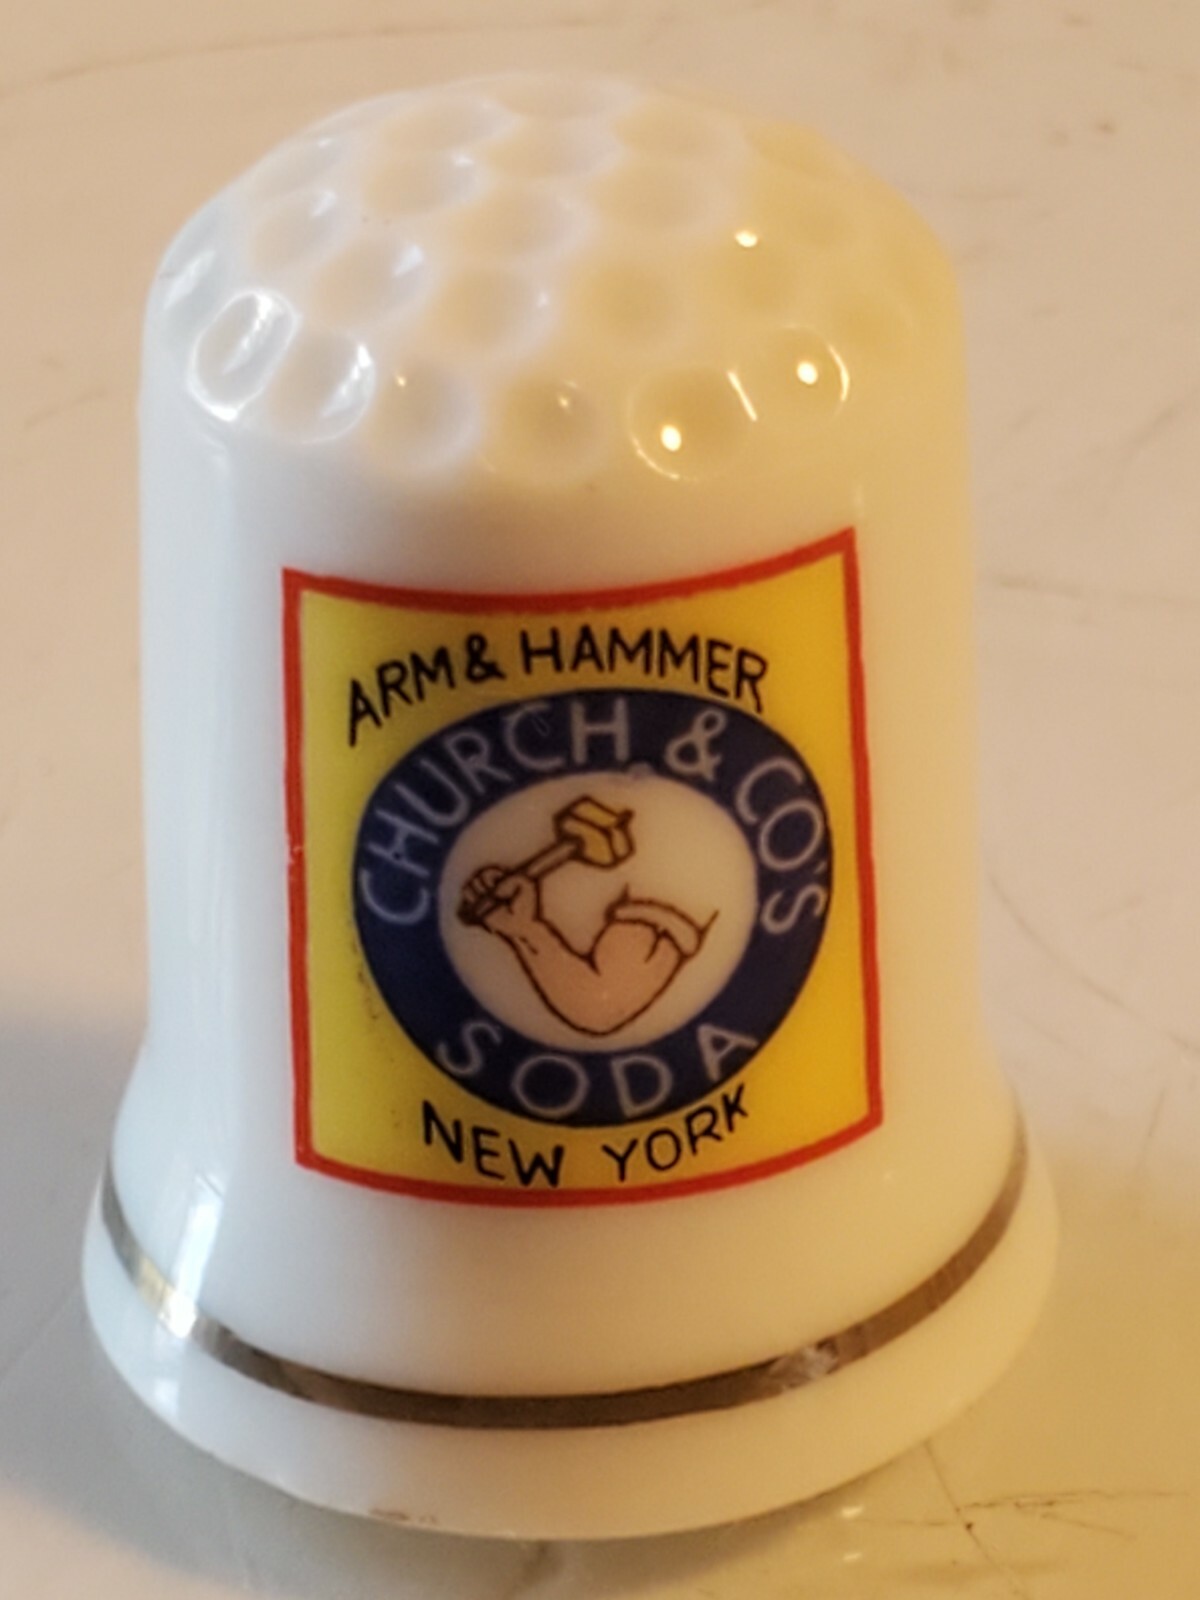 ARM & HAMMER
CHURCH & CO'S
SODA
NEW YORK